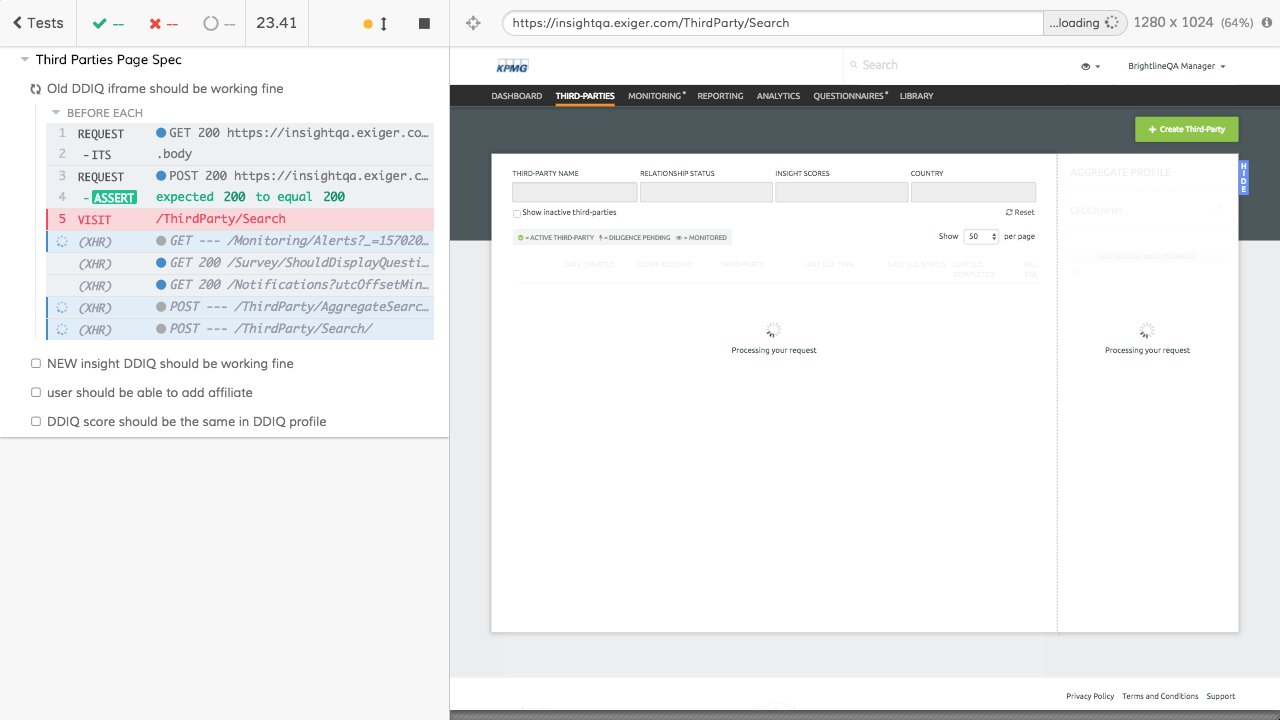 Tests
--
--
--
23.41
https://insightqa.exiger.com/ThirdParty/Search
...loading
1280 x 1024 (64%)
Third Parties Page Spec
Old DDIQ iframe should be working fine
BEFORE EACH
1 REQUEST GET 200 https://insightqa.exiger.co...
2 - ITS .body
3 REQUEST POST 200 https://insightqa.exiger.c...
4 - ASSERT expected 200 to equal 200
5 VISIT /ThirdParty/Search
(XHR) GET --- /Monitoring/Alerts?_=157020...
(XHR) GET 200 /Survey/ShouldDisplayQuesti...
(XHR) GET 200 /Notifications?utcOffsetMin...
(XHR) POST --- /ThirdParty/AggregateSearc...
(XHR) POST --- /ThirdParty/Search/
NEW insight DDIQ should be working fine
user should be able to add affiliate
DDIQ score should be the same in DDIQ profile
KPMG
Search
BrightlineQA Manager
DASHBOARD THIRD-PARTIES MONITORING REPORTING ANALYTICS QUESTIONNAIRES LIBRARY
+ Create Third-Party
THIRD-PARTY NAME RELATIONSHIP STATUS INSIGHT SCORES COUNTRY
Show inactive third-parties
Reset
= ACTIVE THIRD-PARTY = DILIGENCE PENDING = MONITORED
Show 50 per page
DATE CREATED CLIENT ACCOUNT THIRD-PARTY LAST D.D. TYPE LAST D.D. STATUS LAST D.D. COMPLETED REL STA
Processing your request
HIDE
AGGREGATE PROFILE
GEOGRAPHY
Processing your request
Privacy Policy Terms and Conditions Support